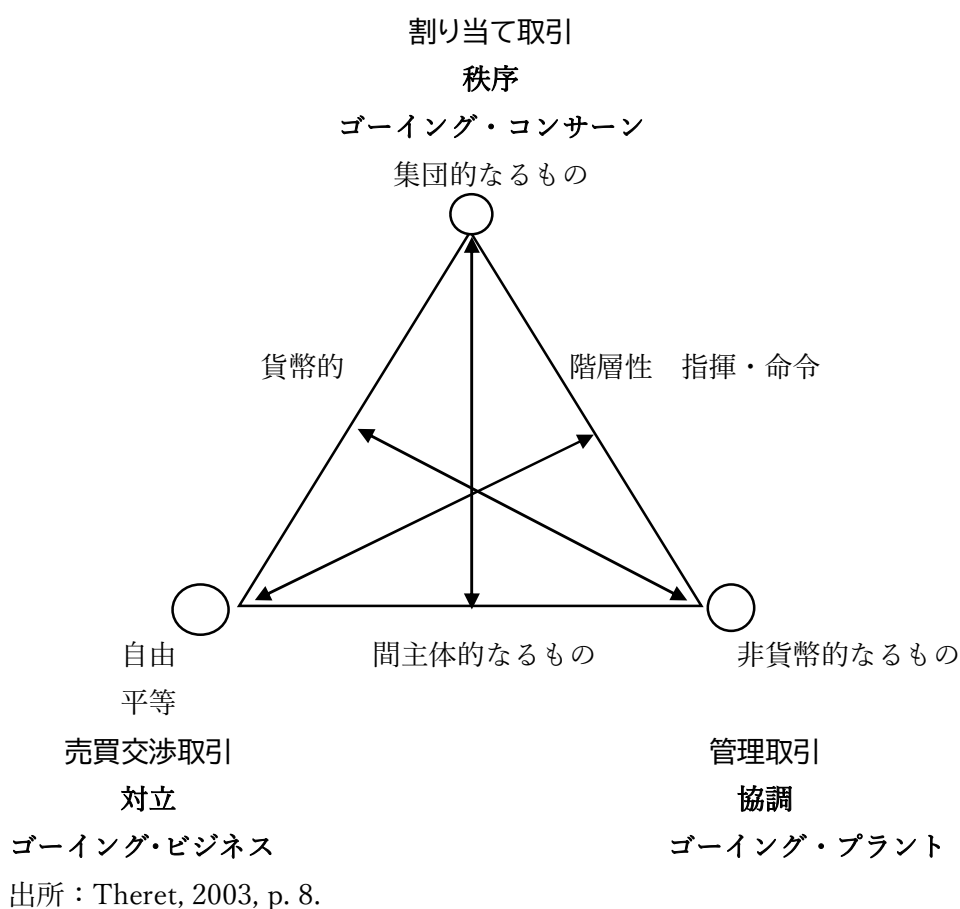 割り当て取引
秩序
ゴーイング・コンサーン
集団的なるもの
貨幣的
階層性　指揮・命令
自由
間主体的なるもの
非貨幣的なるもの
平等
売買交渉取引
管理取引
対立
協調
ゴーイング・ビジネス
ゴーイング・プラント
出所：Theret, 2003, p. 8.